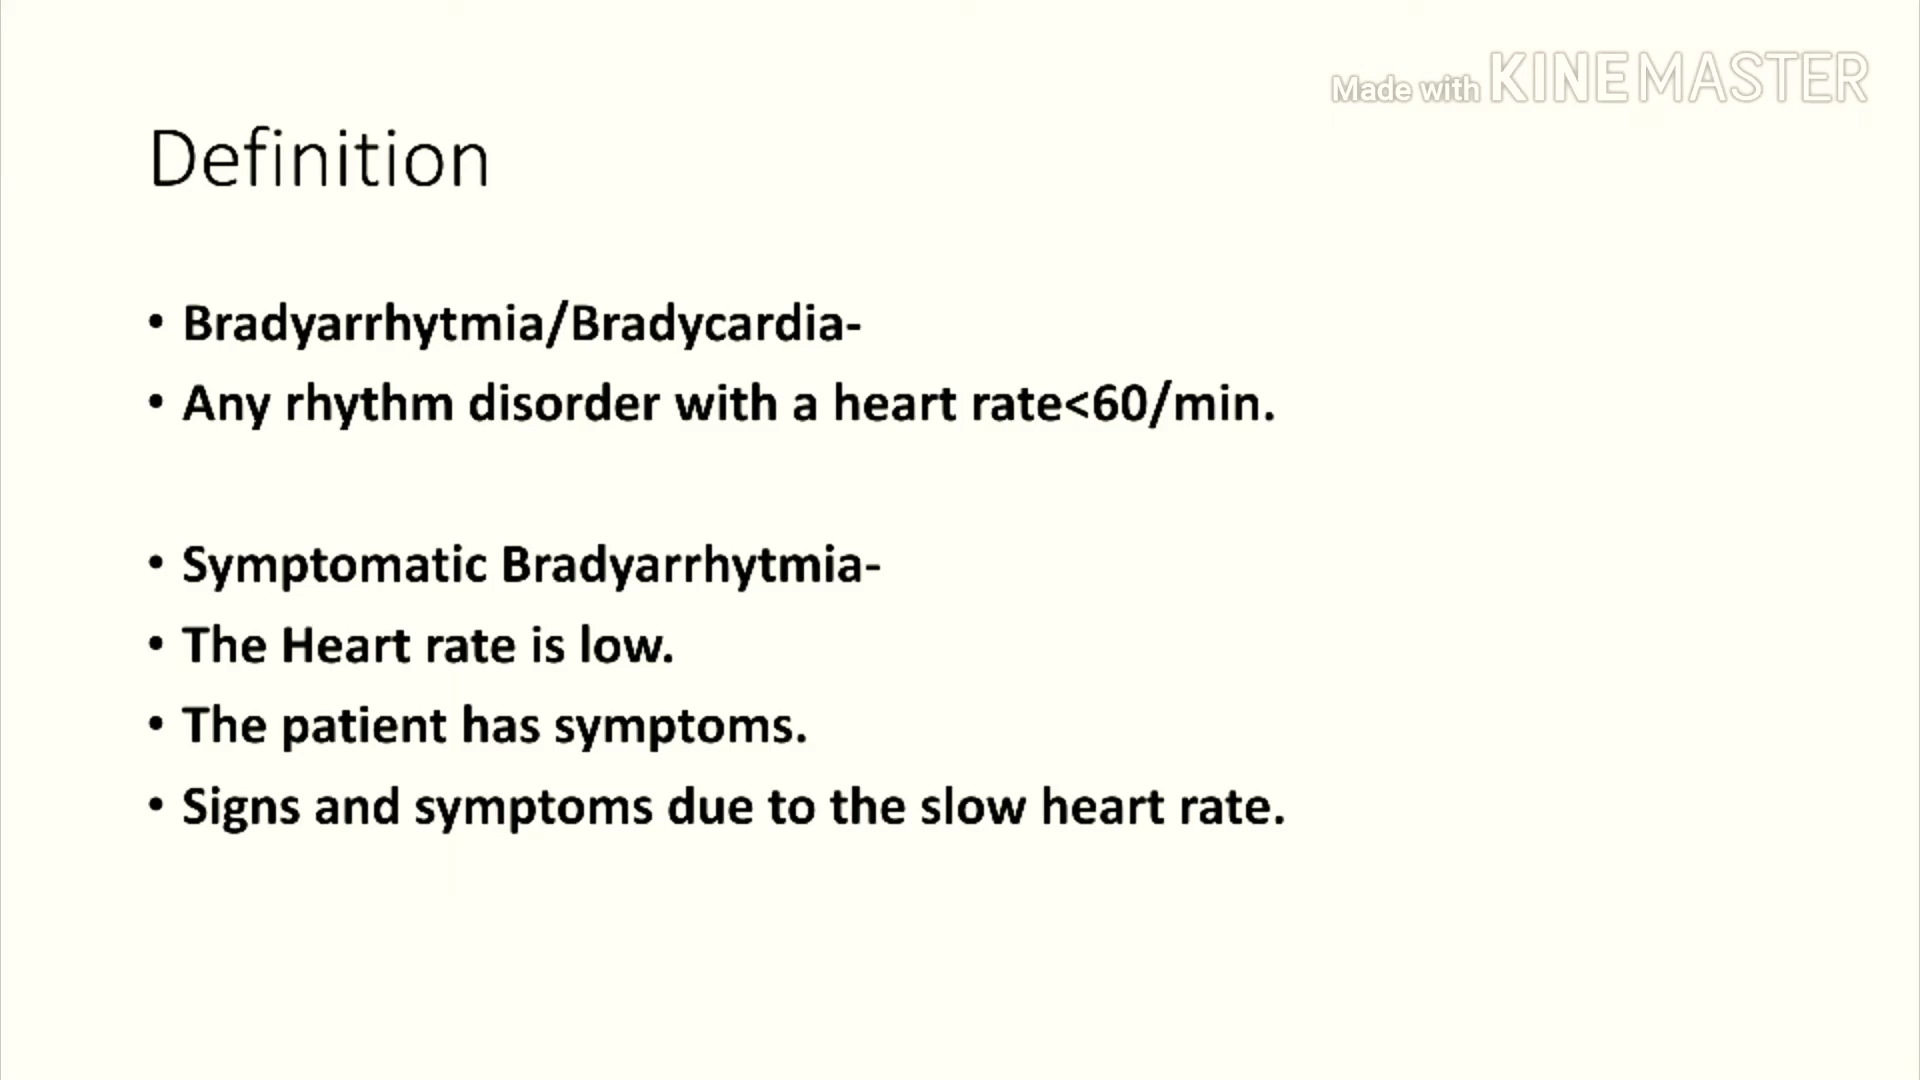 Made with KINEMASTER
Definition
• Bradyarrhytmia/Bradycardia-
• Any rhythm disorder with a heart rate<60/min.
• Symptomatic Bradyarrhytmia-
• The Heart rate is low.
• The patient has symptoms.
• Signs and symptoms due to the slow heart rate.